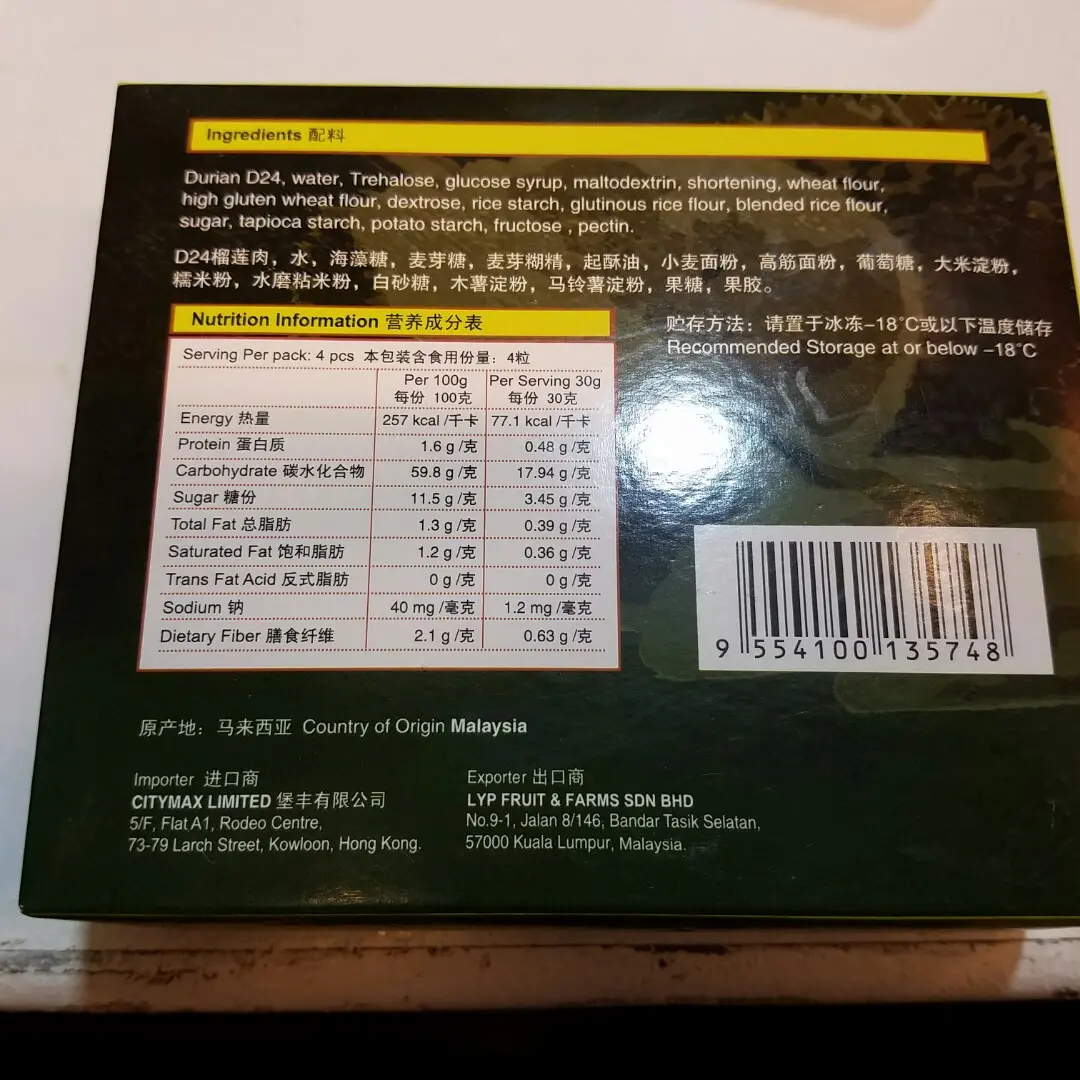 Ingredients 配料
Durian D24, water, Trehalose, glucose syrup, maltodextrin, shortening, wheat flour,
high gluten wheat flour, dextrose, rice starch, glutinous rice flour, blended rice flour,
sugar, tapioca starch, potato starch, fructose , pectin.
D24榴莲肉，水，海藻糖，麦芽糖，麦芽糊精，起酥油，小麦面粉，高筋面粉，葡萄糖，大米淀粉，
糯米粉，水磨粘米粉，白砂糖，木薯淀粉，马铃薯淀粉，果糖，果胶。
Nutrition Information 营养成分表
Serving Per pack: 4 pcs 本包装含食用份量：4粒
Per 100g Per Serving 30g
每份 100克 每份 30克
Energy 热量 257 kcal /千卡 77.1 kcal /千卡
Protein 蛋白质 1.6 g /克 0.48 g /克
Carbohydrate 碳水化合物 59.8 g /克 17.94 g /克
Sugar 糖份 11.5 g /克 3.45 g /克
Total Fat 总脂肪 1.3 g /克 0.39 g /克
Saturated Fat 饱和脂肪 1.2 g /克 0.36 g /克
Trans Fat Acid 反式脂肪 0 g /克 0 g /克
Sodium 钠 40 mg /毫克 1.2 mg /毫克
Dietary Fiber 膳食纤维 2.1 g /克 0.63 g /克
贮存方法：请置于冰冻-18°C或以下温度储存
Recommended Storage at or below –18°C
9 554100 135748
原产地：马来西亚 Country of Origin Malaysia
Importer 进口商
CITYMAX LIMITED 堡丰有限公司
5/F, Flat A1, Rodeo Centre,
73-79 Larch Street, Kowloon, Hong Kong.
Exporter 出口商
LYP FRUIT & FARMS SDN BHD
No.9-1, Jalan 8/146, Bandar Tasik Selatan,
57000 Kuala Lumpur, Malaysia.